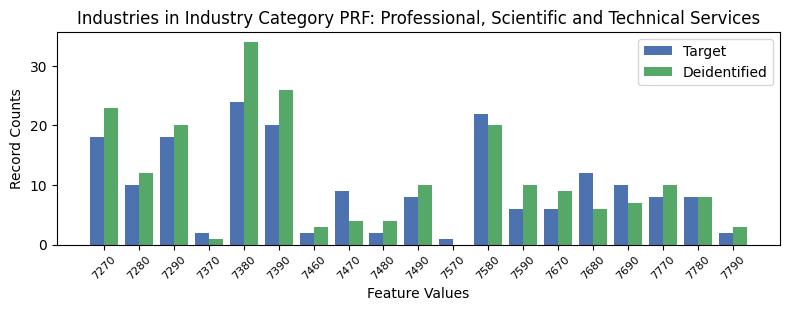 Industries in Industry Category PRF: Professional, Scientific and Technical Services
Target
Deidentified
Record Counts
30
20
10
0
7270 7280 7290 7370 7380 7390 7460 7470 7480 7490 7570 7580 7590 7670 7680 7690 7770 7780 7790
Feature Values